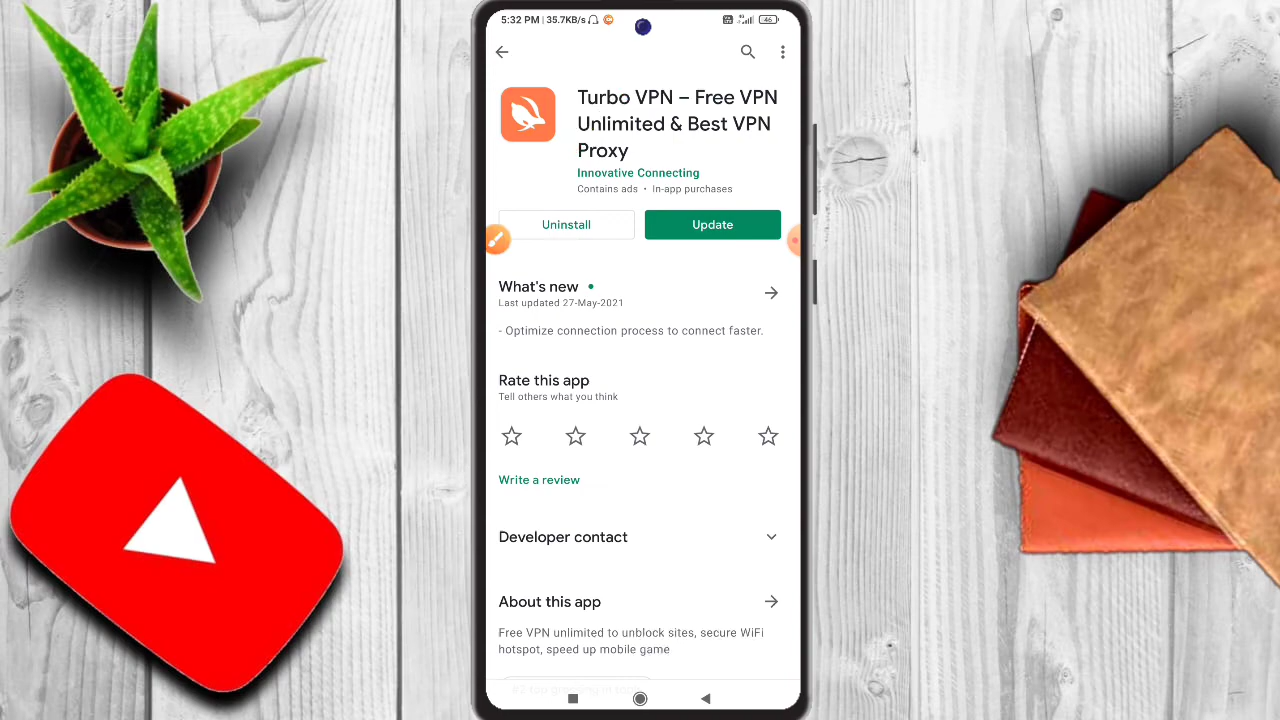 5:32 PM | 35.7KB/s
46
Turbo VPN – Free VPN
Unlimited & Best VPN
Proxy
Innovative Connecting
Contains ads • In-app purchases
Uninstall
Update
What's new •
Last updated 27-May-2021
- Optimize connection process to connect faster.
Rate this app
Tell others what you think
Write a review
Developer contact
About this app
Free VPN unlimited to unblock sites, secure WiFi
hotspot, speed up mobile game